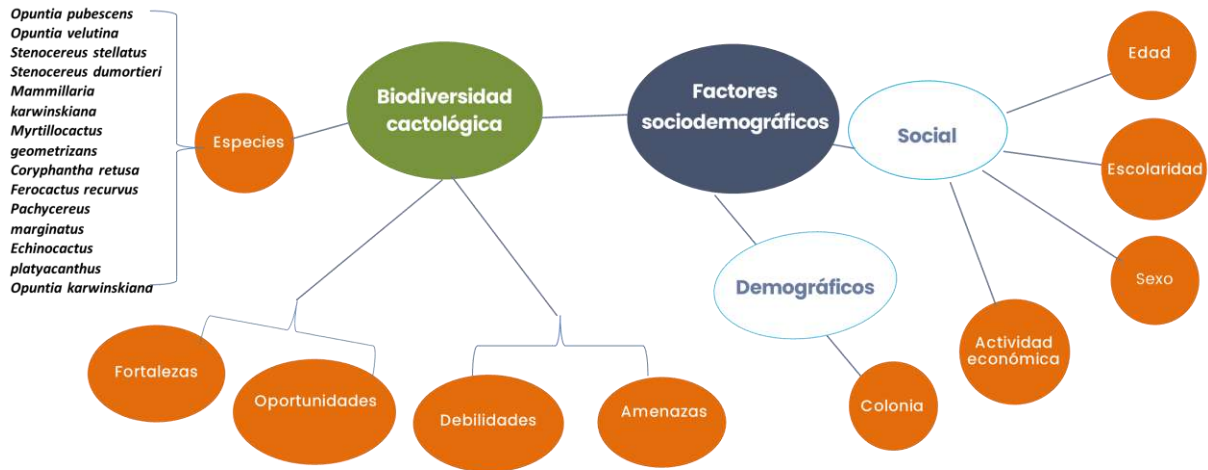 Opuntia pubescens
Opuntia velutina
Stenocereus stellatus
Stenocereus dumortieri
Mammillaria
karwinskiana
Myrtillocactus
geometrizans
Coryphantha retusa
Ferocactus recurvus
Pachycereus
marginatus
Echinocactus
platyacanthus
Opuntia karwinskiana
Especies
Biodiversidad
cactológica
Factores
sociodemográficos
Social
Edad
Escolaridad
Sexo
Actividad
económica
Demográficos
Colonia
Fortalezas
Oportunidades
Debilidades
Amenazas